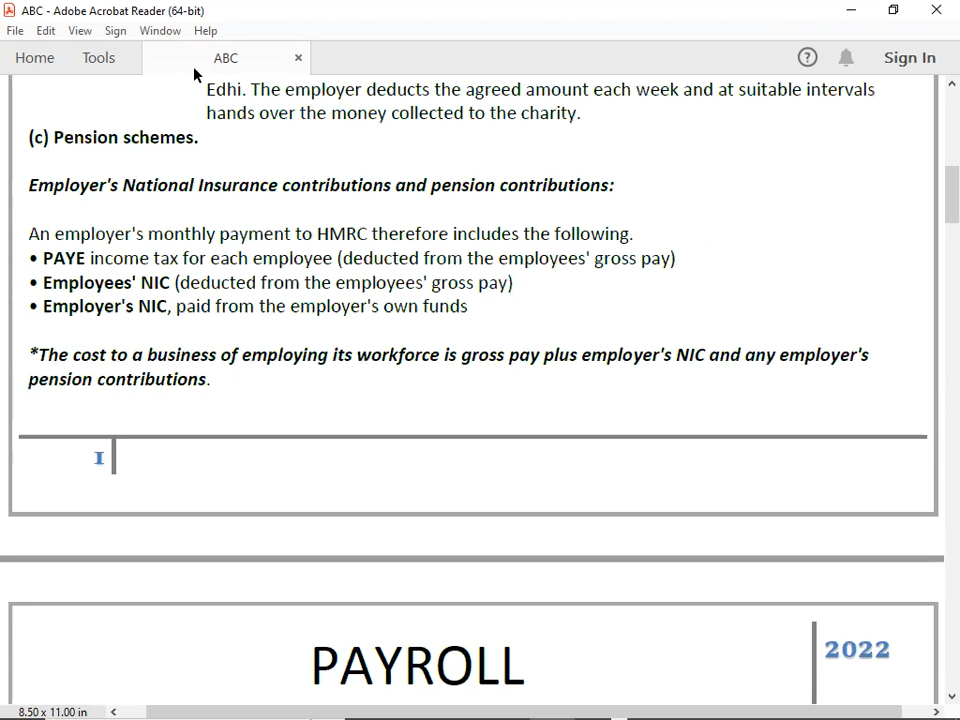 ABC - Adobe Acrobat Reader (64-bit)
File Edit View Sign Window Help
Home Tools ABC × ? Sign In
Edhi. The employer deducts the agreed amount each week and at suitable intervals
hands over the money collected to the charity.
(c) Pension schemes.
Employer's National Insurance contributions and pension contributions:
An employer's monthly payment to HMRC therefore includes the following.
• PAYE income tax for each employee (deducted from the employees' gross pay)
• Employees' NIC (deducted from the employees' gross pay)
• Employer's NIC, paid from the employer's own funds
*The cost to a business of employing its workforce is gross pay plus employer's NIC and any employer's
pension contributions.
1
PAYROLL 2022
8.50 x 11.00 in